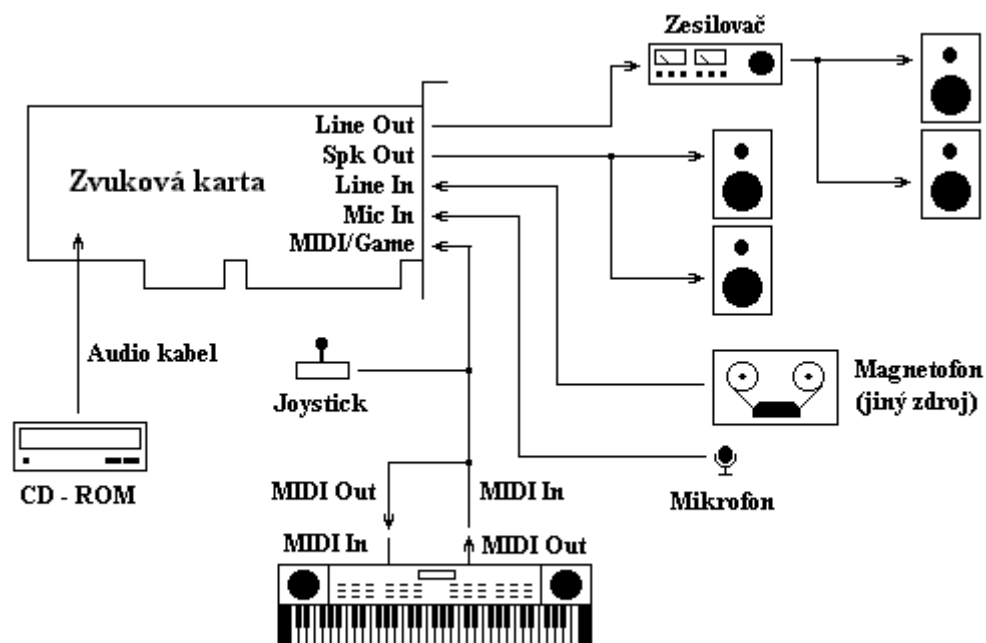 Zesilovač
Line Out
Spk Out
Zvuková karta
Line In
Mic In
MIDI/Game
Audio kabel
Joystick
Magnetofon
(jiný zdroj)
CD - ROM
MIDI Out
MIDI In
Mikrofon
MIDI In
MIDI Out